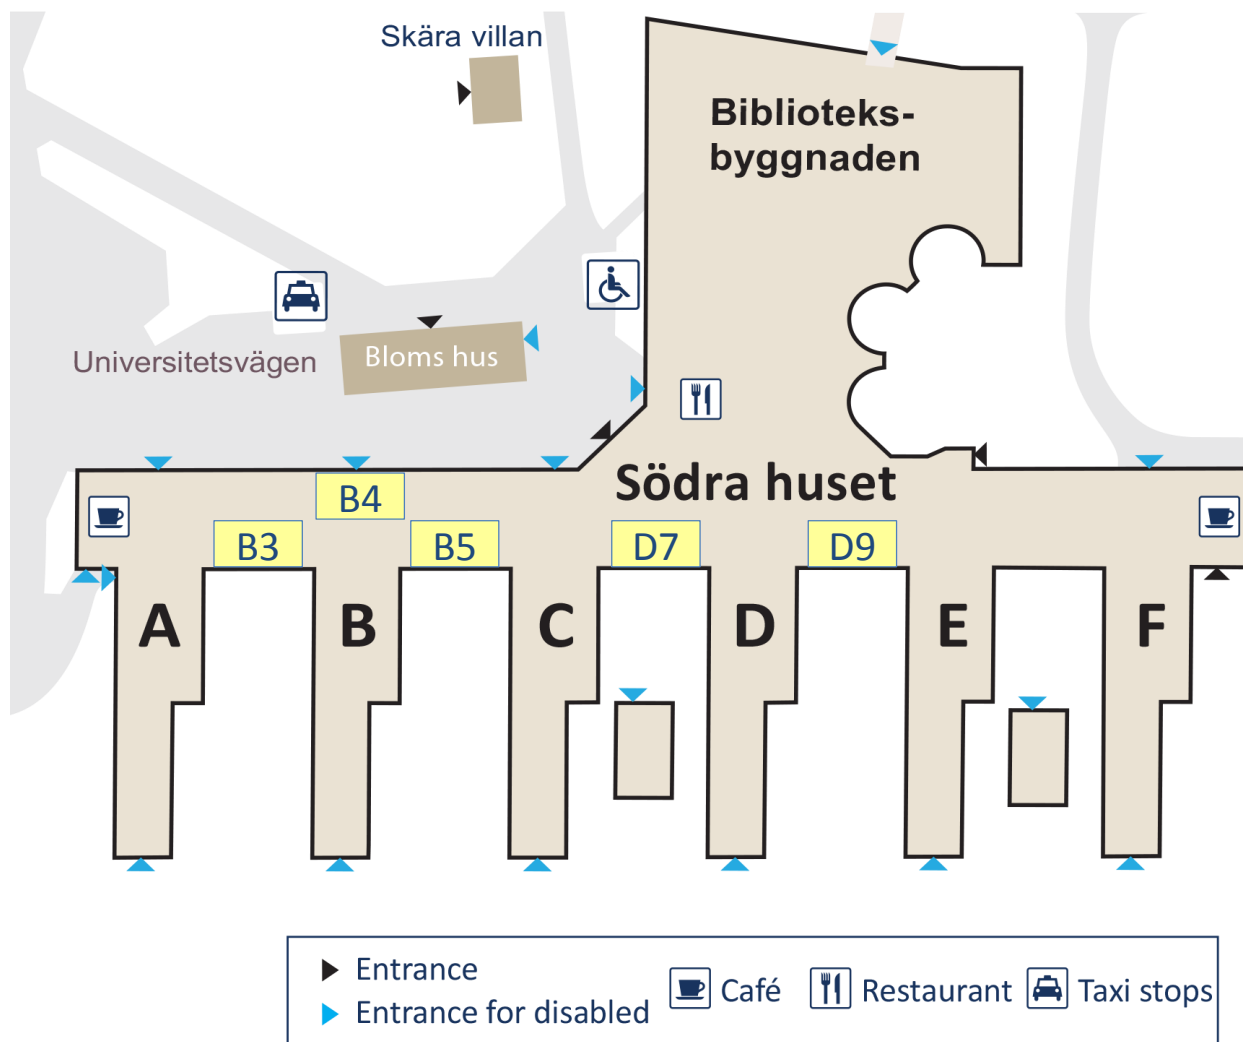 Skära villan
Biblioteks-
byggnaden
Universitetsvägen
Bloms hus
Södra huset
B4
B3
B5
D7
D9
A
B
C
D
E
F
Entrance
Entrance for disabled
Café
Restaurant
Taxi stops